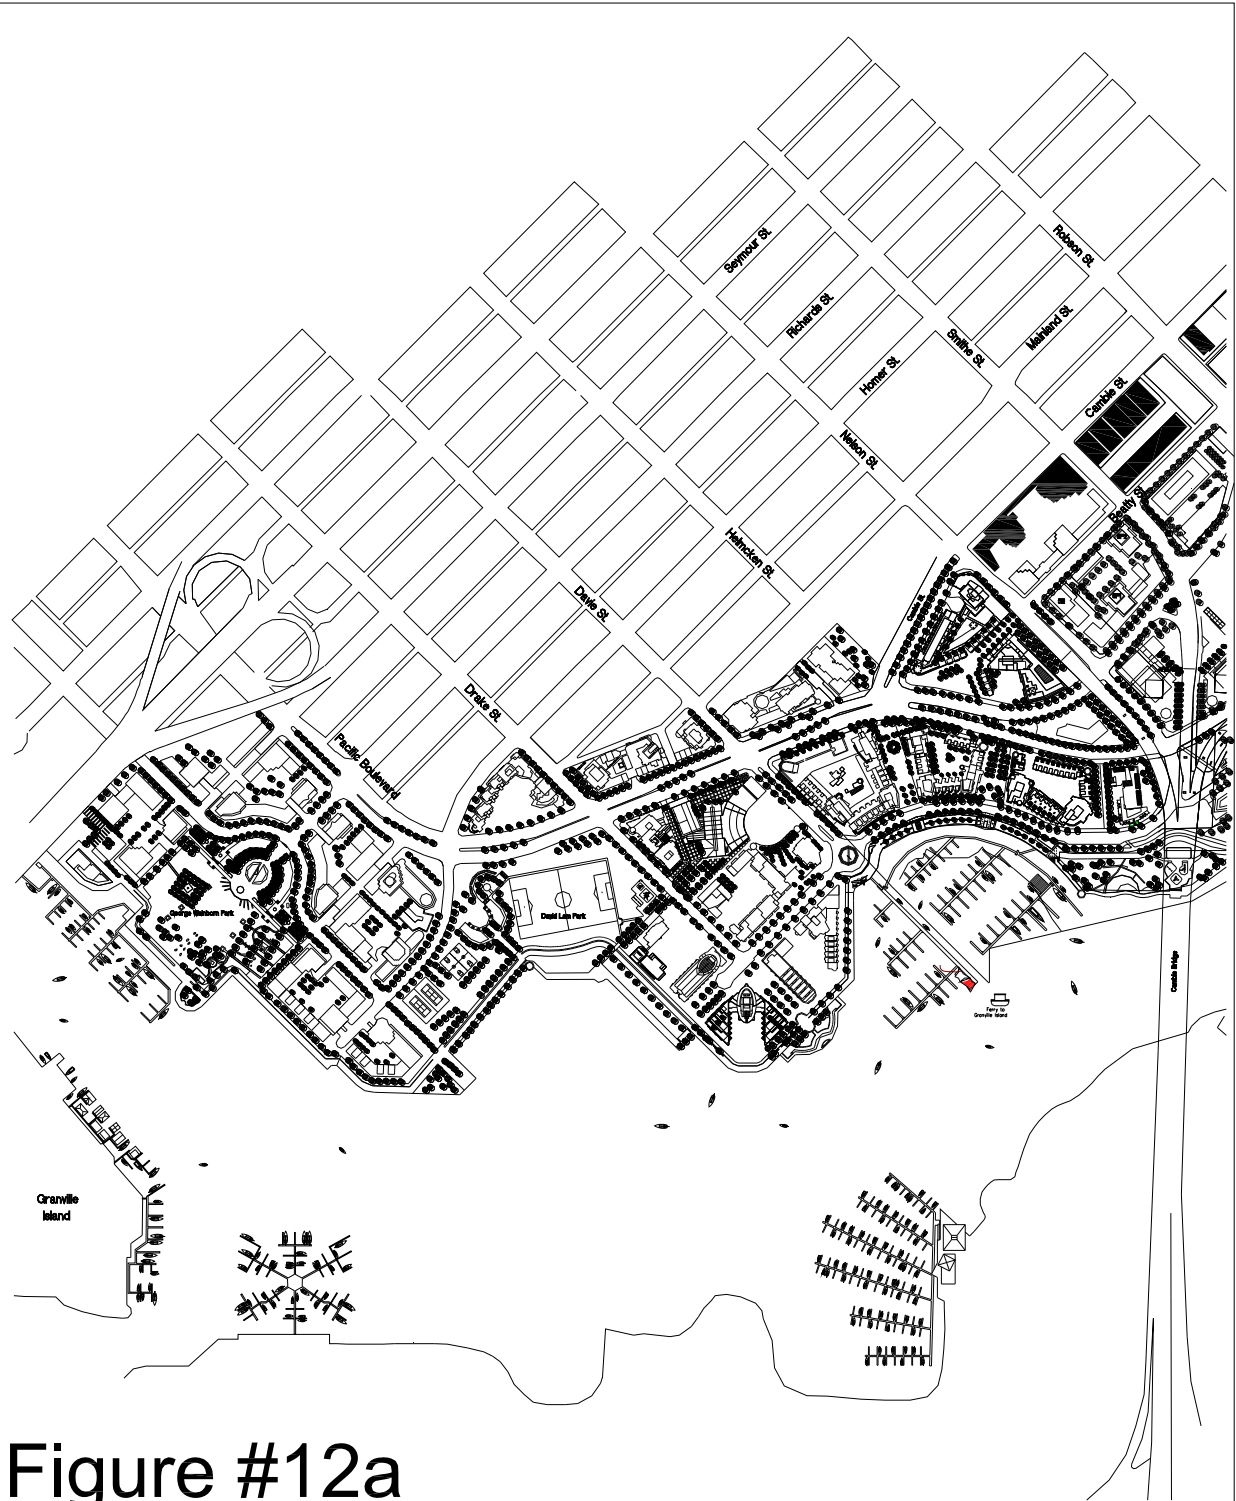 Robson St.
Seymour St.
Richards St.
Mainland St.
Smithe St.
Homer St.
Cambie St.
Nelson St.
Beatty St.
Helmcken St.
Davie St.
Cambie St.
Drake St.
Pacific Boulevard
George Wainborn Park
David Lam Park
Cambie Bridge
Ferry to
Granville Island
Granville
Island
Figure #12a